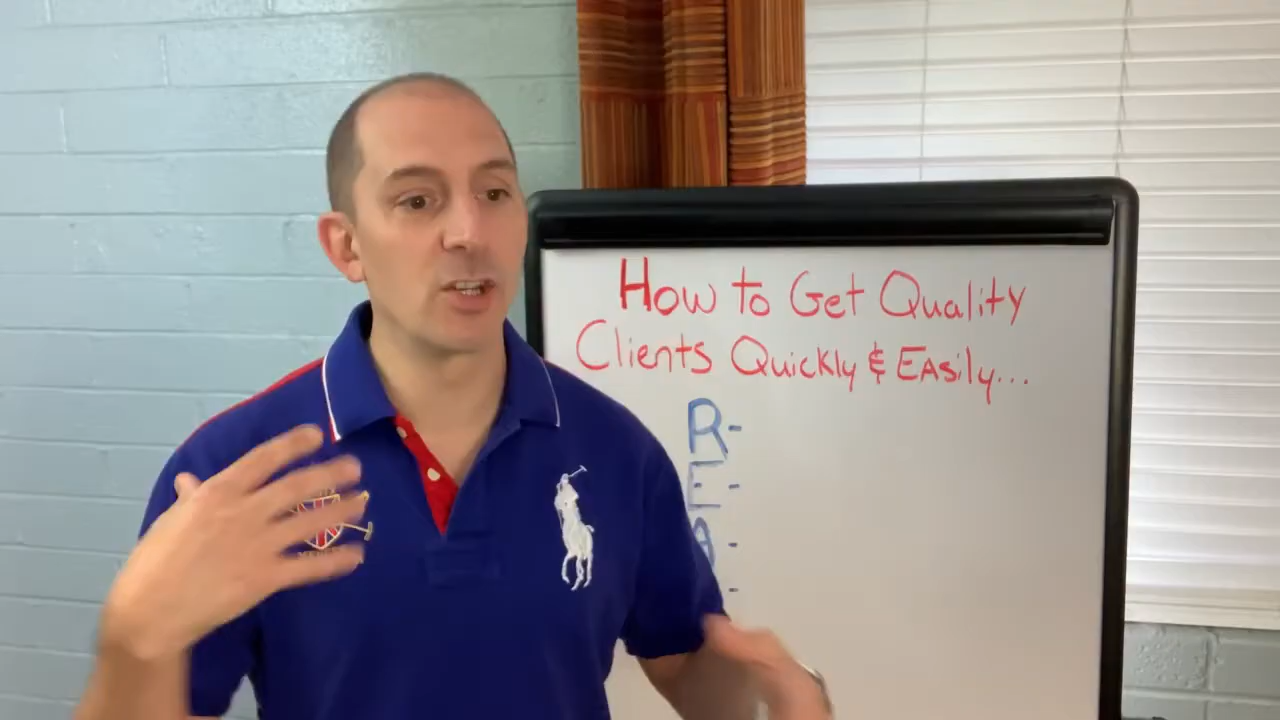 How to Get Quality
Clients Quickly & Easily...
R-
E-
A-
-